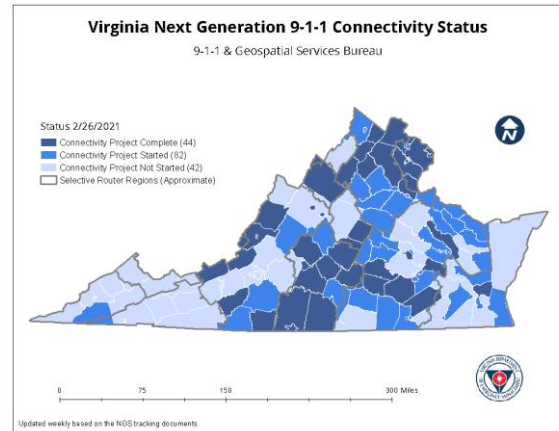 Virginia Next Generation 9-1-1 Connectivity Status
9-1-1 & Geospatial Services Bureau
Status 2/26/2021
Connectivity Project Complete (44)
Connectivity Project Started (82)
Connectivity Project Not Started (42)
Selective Router Regions (Approximate)
N
0 75 150 300 Miles
Updated weekly based on the NGS tracking documents.